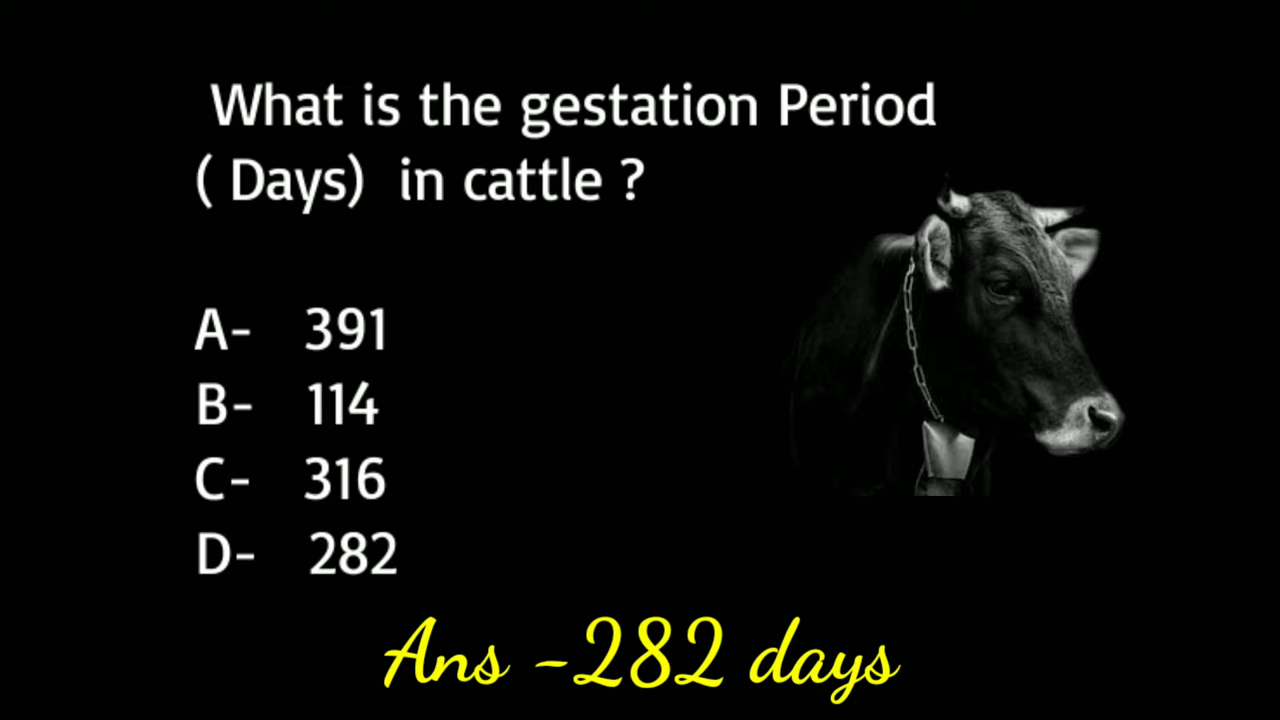 What is the gestation Period
( Days) in cattle ?
A- 391
B- 114
C- 316
D- 282
Ans -282 days